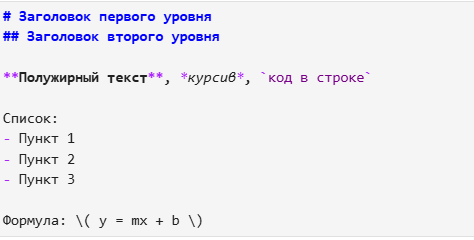 # Заголовок первого уровня
## Заголовок второго уровня
**Полужирный текст**, *курсив*, `код в строке`
Список:
- Пункт 1
- Пункт 2
- Пункт 3
Формула: \( y = mx + b \)